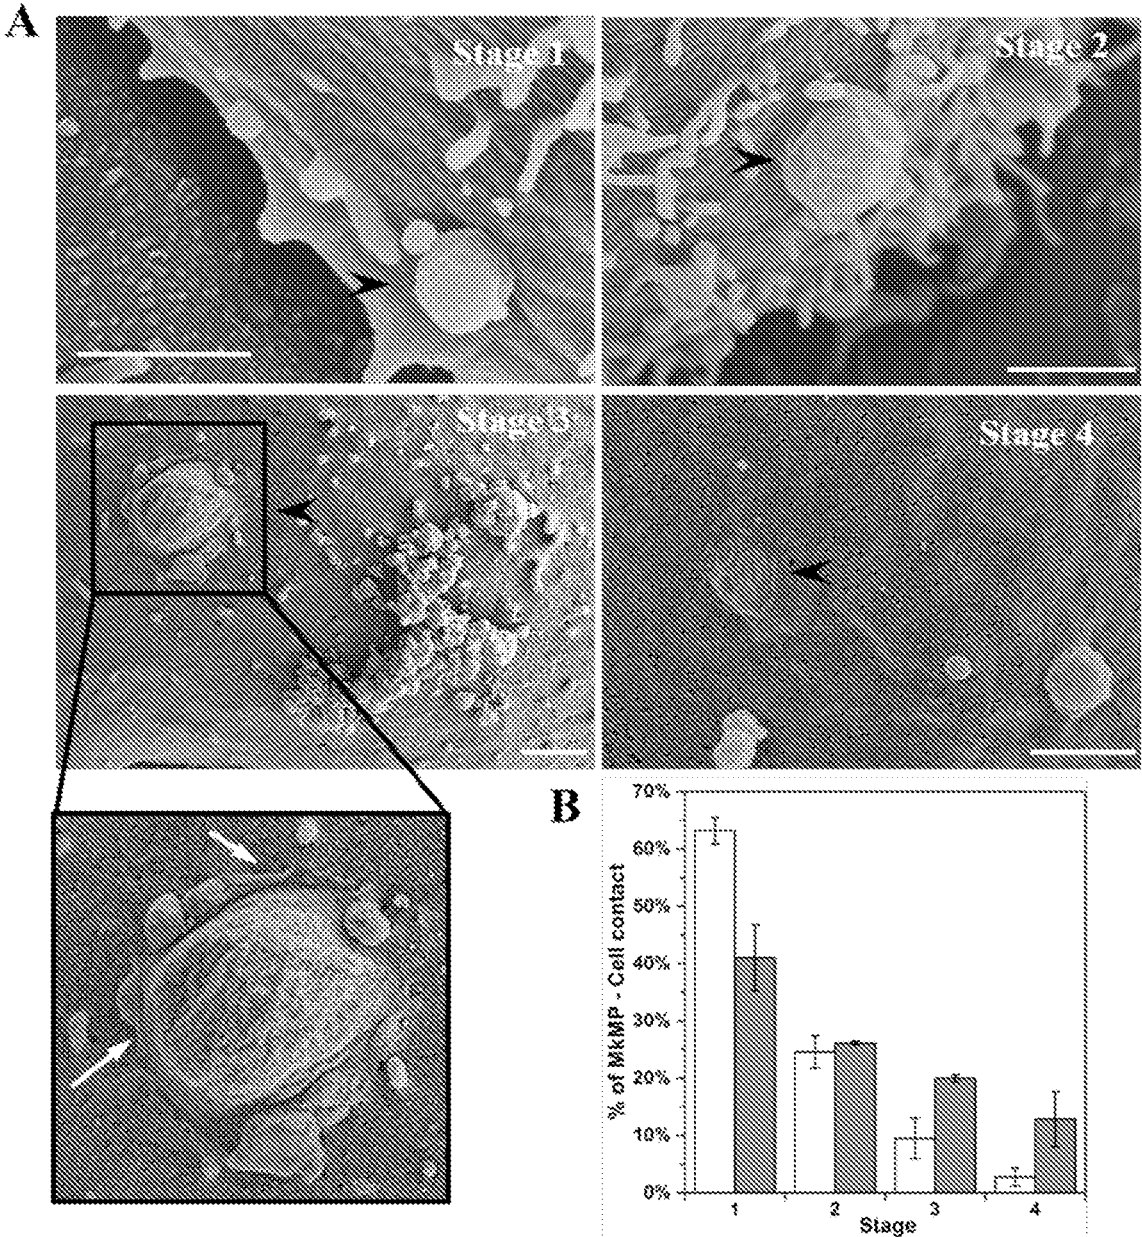 A
Stage 1
Stage 2
Stage 3
Stage 4
B
70%
60%
50%
40%
30%
20%
10%
0%
% of MkMP - Cell contact
1 2 3 4
Stage